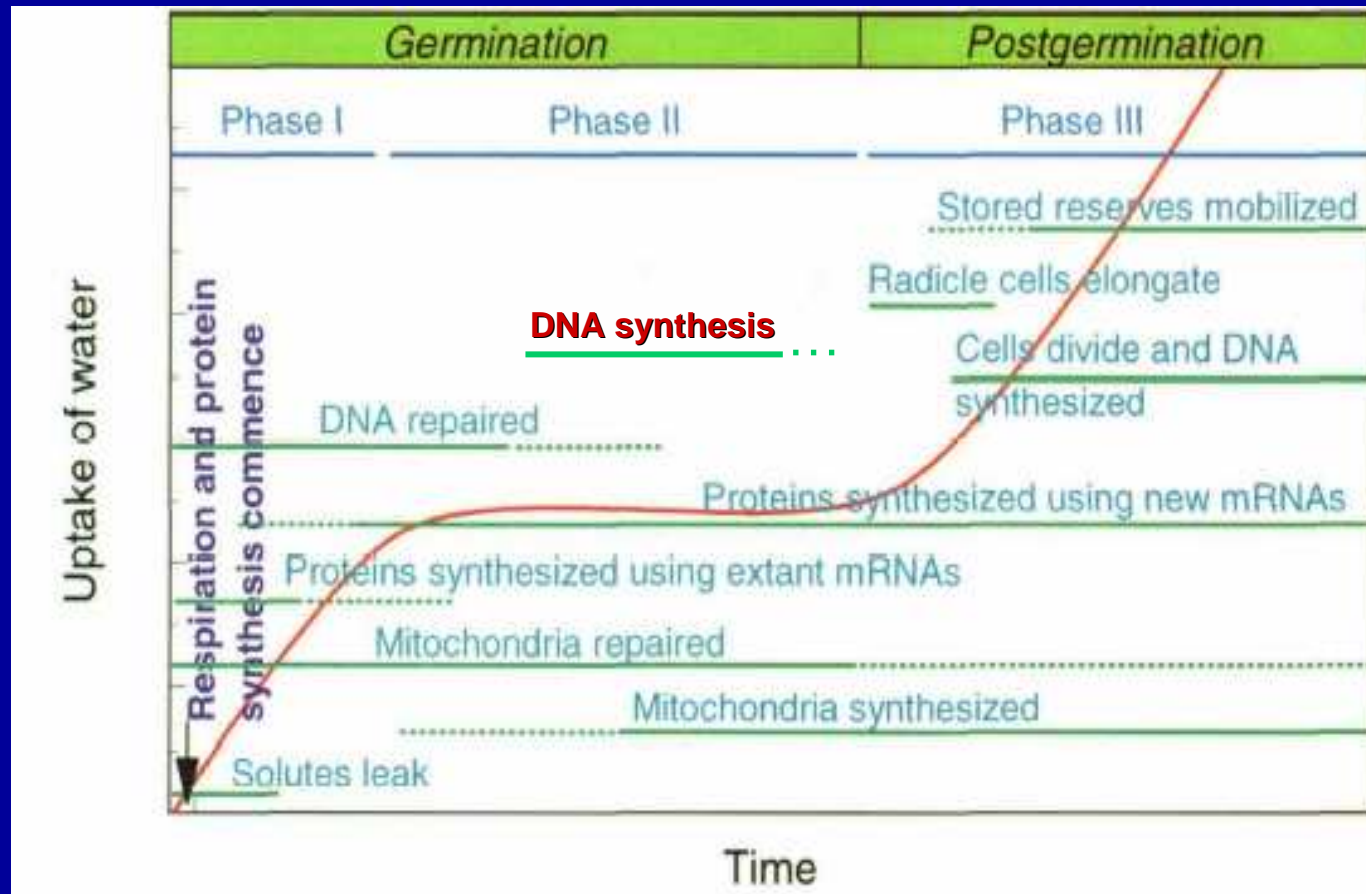 Germination
Postgermination
Phase I
Phase II
Phase III
Stored reserves mobilized
Radicle cells elongate
DNA synthesis
Cells divide and DNA
synthesized
DNA repaired
Proteins synthesized using new mRNAs
Proteins synthesized using extant mRNAs
Mitochondria repaired
Mitochondria synthesized
Solutes leak
Respiration and protein
synthesis commence
Uptake of water
Time